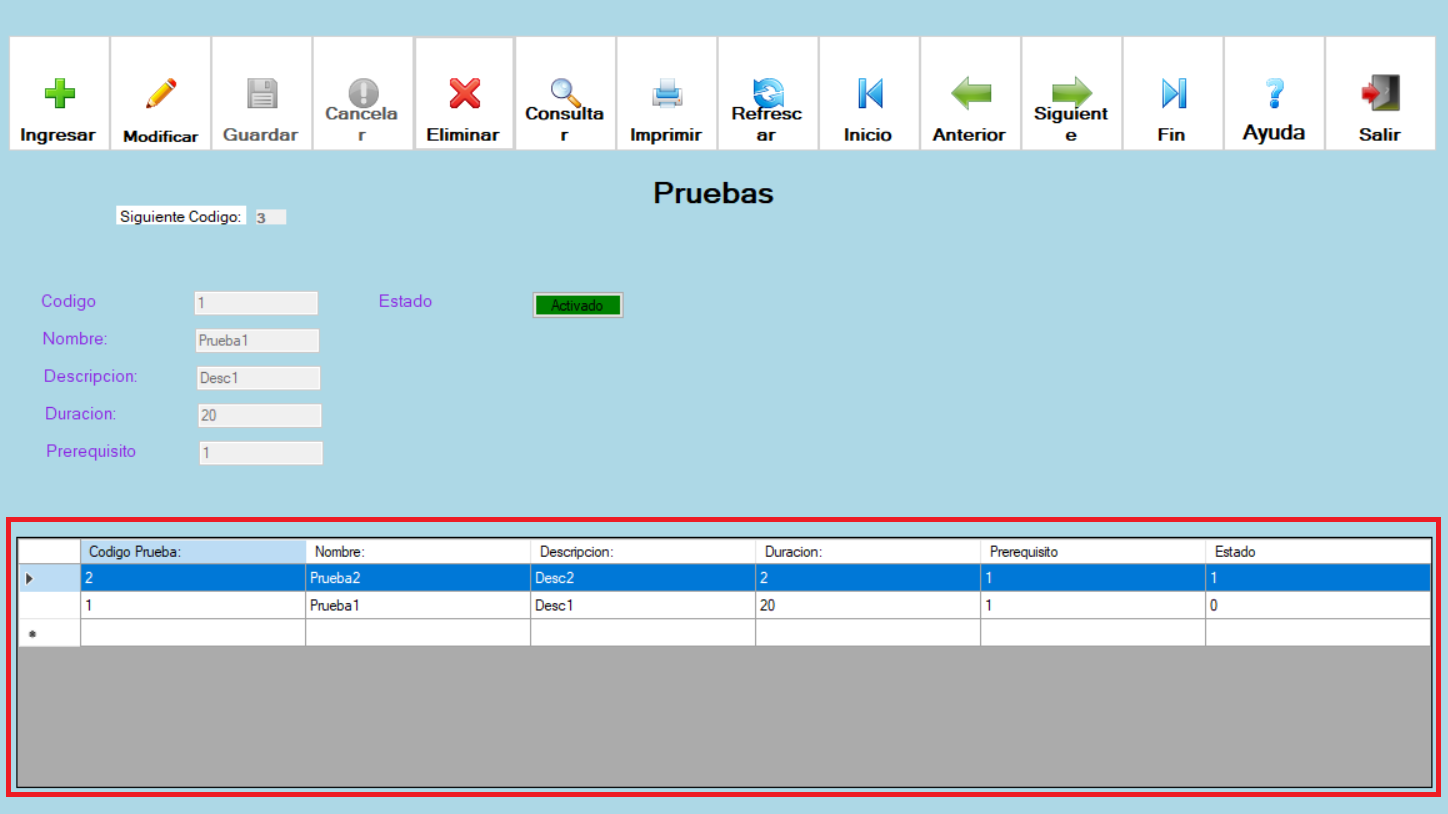 Ingresar Modificar Guardar Cancela
r Eliminar Consulta
r Imprimir Refresc
ar Inicio Anterior Siguient
e Fin Ayuda Salir
Pruebas
Siguiente Codigo: 3
Codigo 1 Estado Activado
Nombre: Prueba1
Descripcion: Desc1
Duracion: 20
Prerequisito 1
Codigo Prueba: Nombre: Descripcion: Duracion: Prerequisito Estado
2 Prueba2 Desc2 2 1 1
1 Prueba1 Desc1 20 1 0